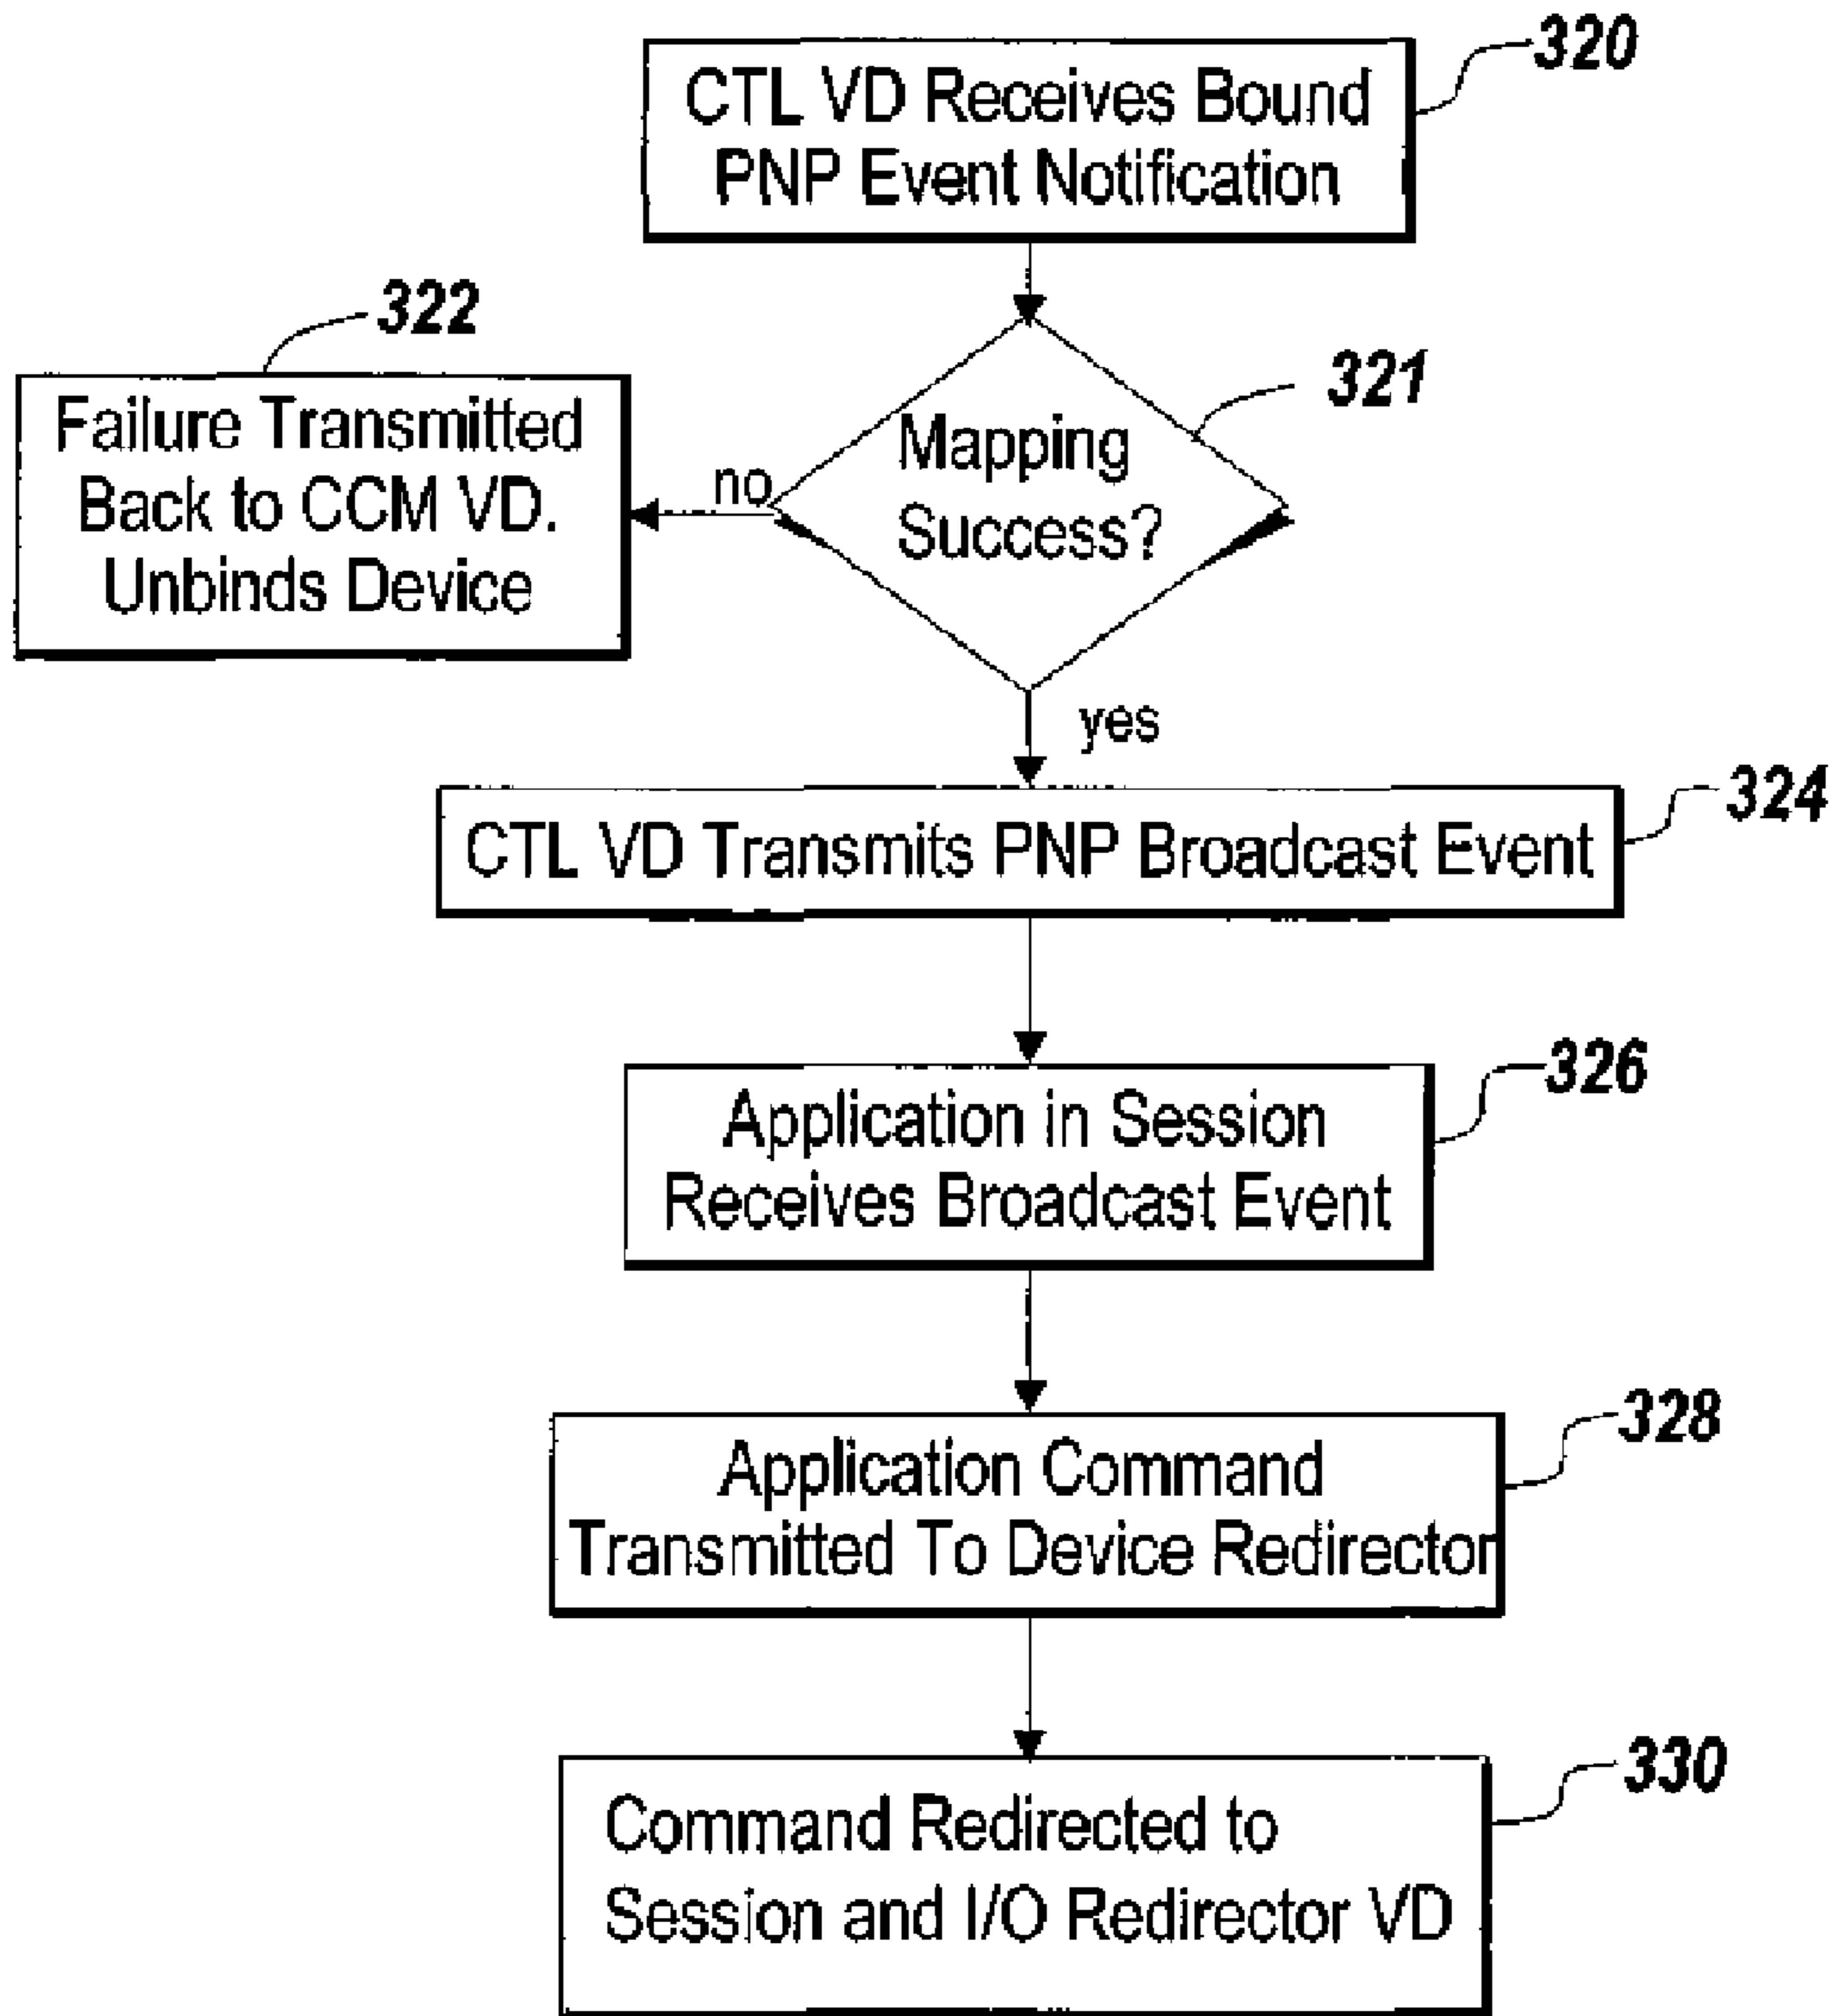 320
CTL VD Receives Bound
PNP Event Notification
322
Failure Transmitted
Back to CCM VD.
Unbinds Device
no
321
Mapping
Success?
yes
324
CTL VD Transmits PNP Broadcast Event
326
Application in Session
Receives Broadcast Event
328
Application Command
Transmitted To Device Redirector
330
Command Redirected to
Session and I/O Redirector VD